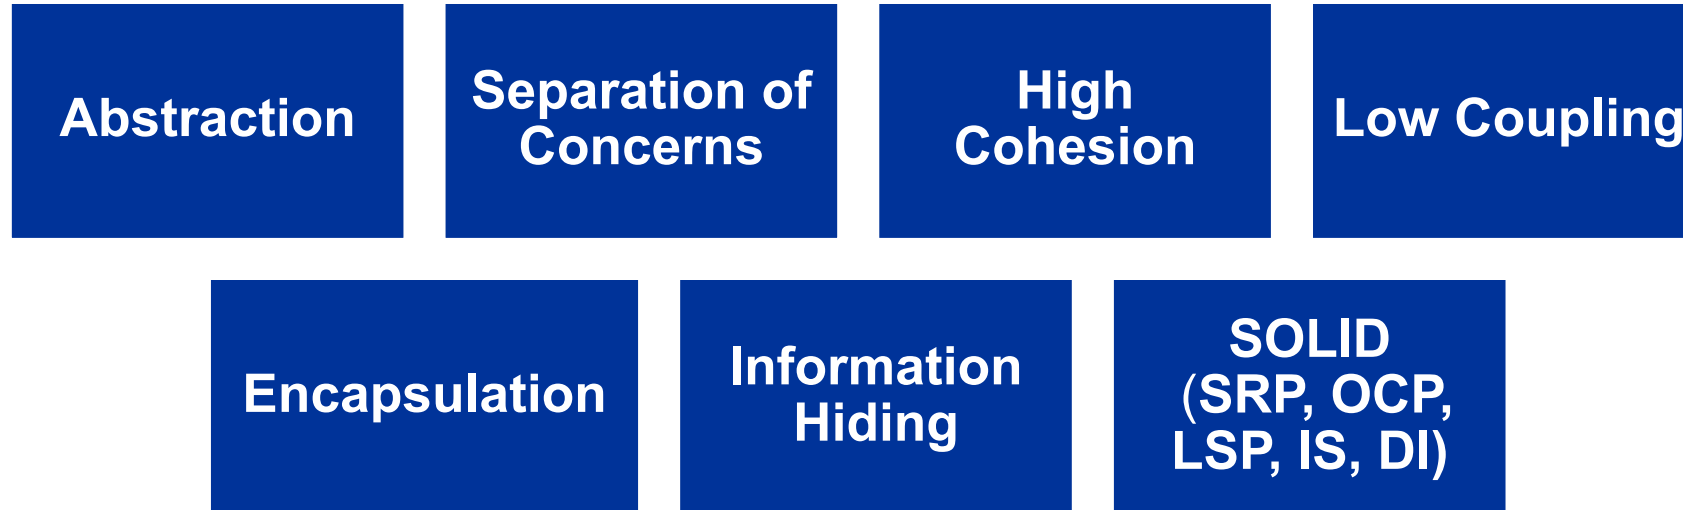 Abstraction
Separation of
Concerns
High
Cohesion
Low Coupling
Encapsulation
Information
Hiding
SOLID
(SRP, OCP,
LSP, IS, DI)